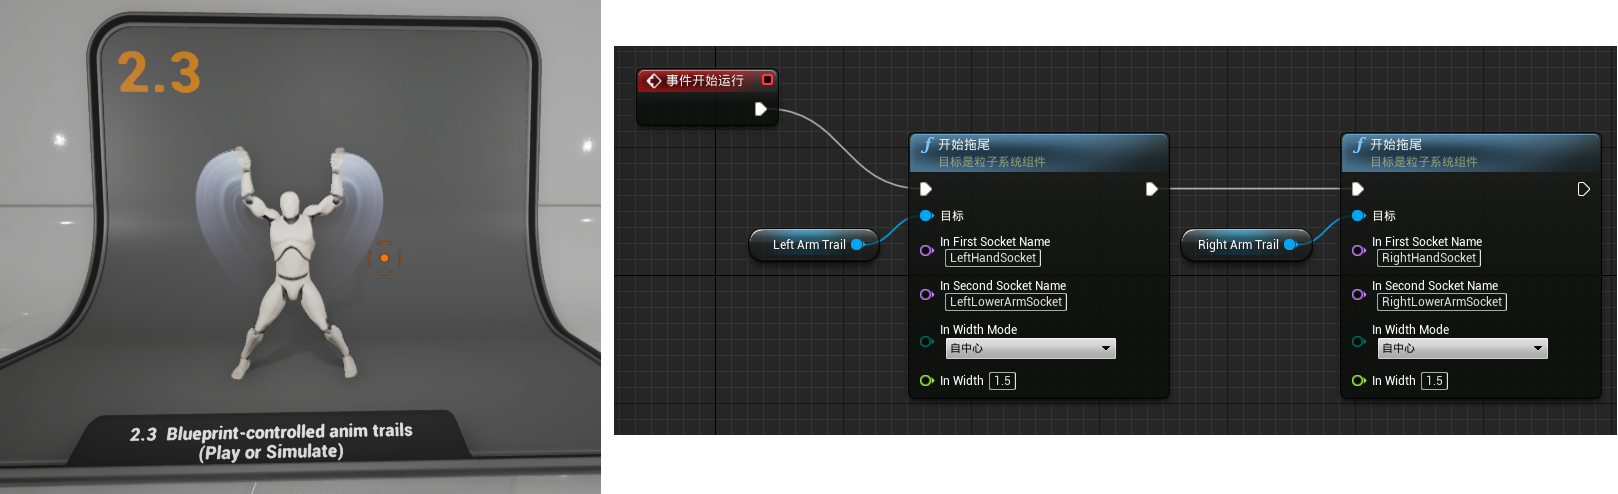 2.3
2.3 Blueprint-controlled anim trails
(Play or Simulate)
事件开始运行
开始拖尾
目标是粒子系统组件
目标
Left Arm Trail
In First Socket Name
LeftHandSocket
In Second Socket Name
LeftLowerArmSocket
In Width Mode
自中心
In Width 1.5
开始拖尾
目标是粒子系统组件
目标
Right Arm Trail
In First Socket Name
RightHandSocket
In Second Socket Name
RightLowerArmSocket
In Width Mode
自中心
In Width 1.5